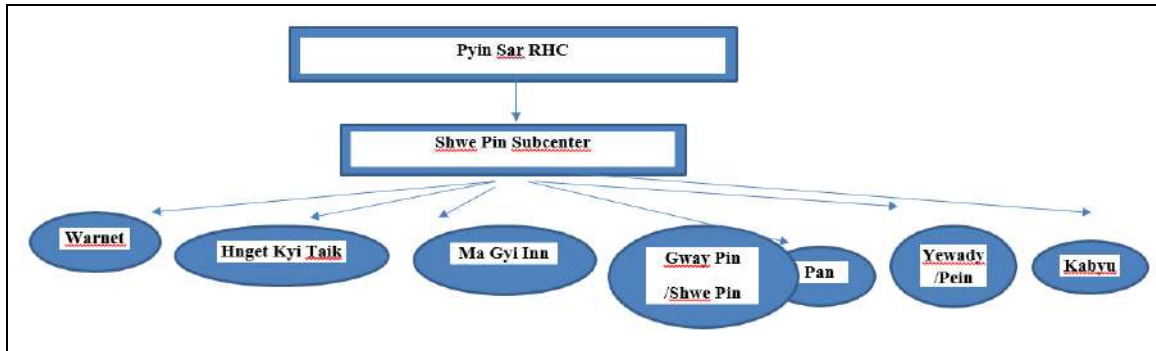 Pyin Sar RHC
Shwe Pin Subcenter
Warnet
Hnget Kyi Taik
Ma Gyi Inn
Gway Pin
/Shwe Pin
Pan
Yewady
/Pein
Kabyu